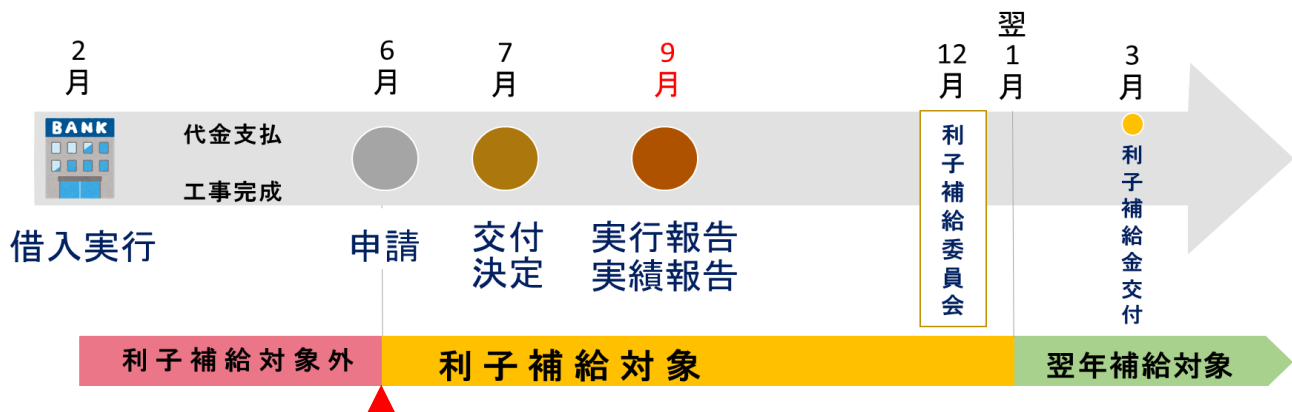 2月
6月
7月
9月
12月
翌1月
3月
BANK
代金支払
工事完成
借入実行
申請
交付
決定
実行報告
実績報告
利子補給委員会
利子補給金交付
利子補給対象外
利子補給対象
翌年補給対象